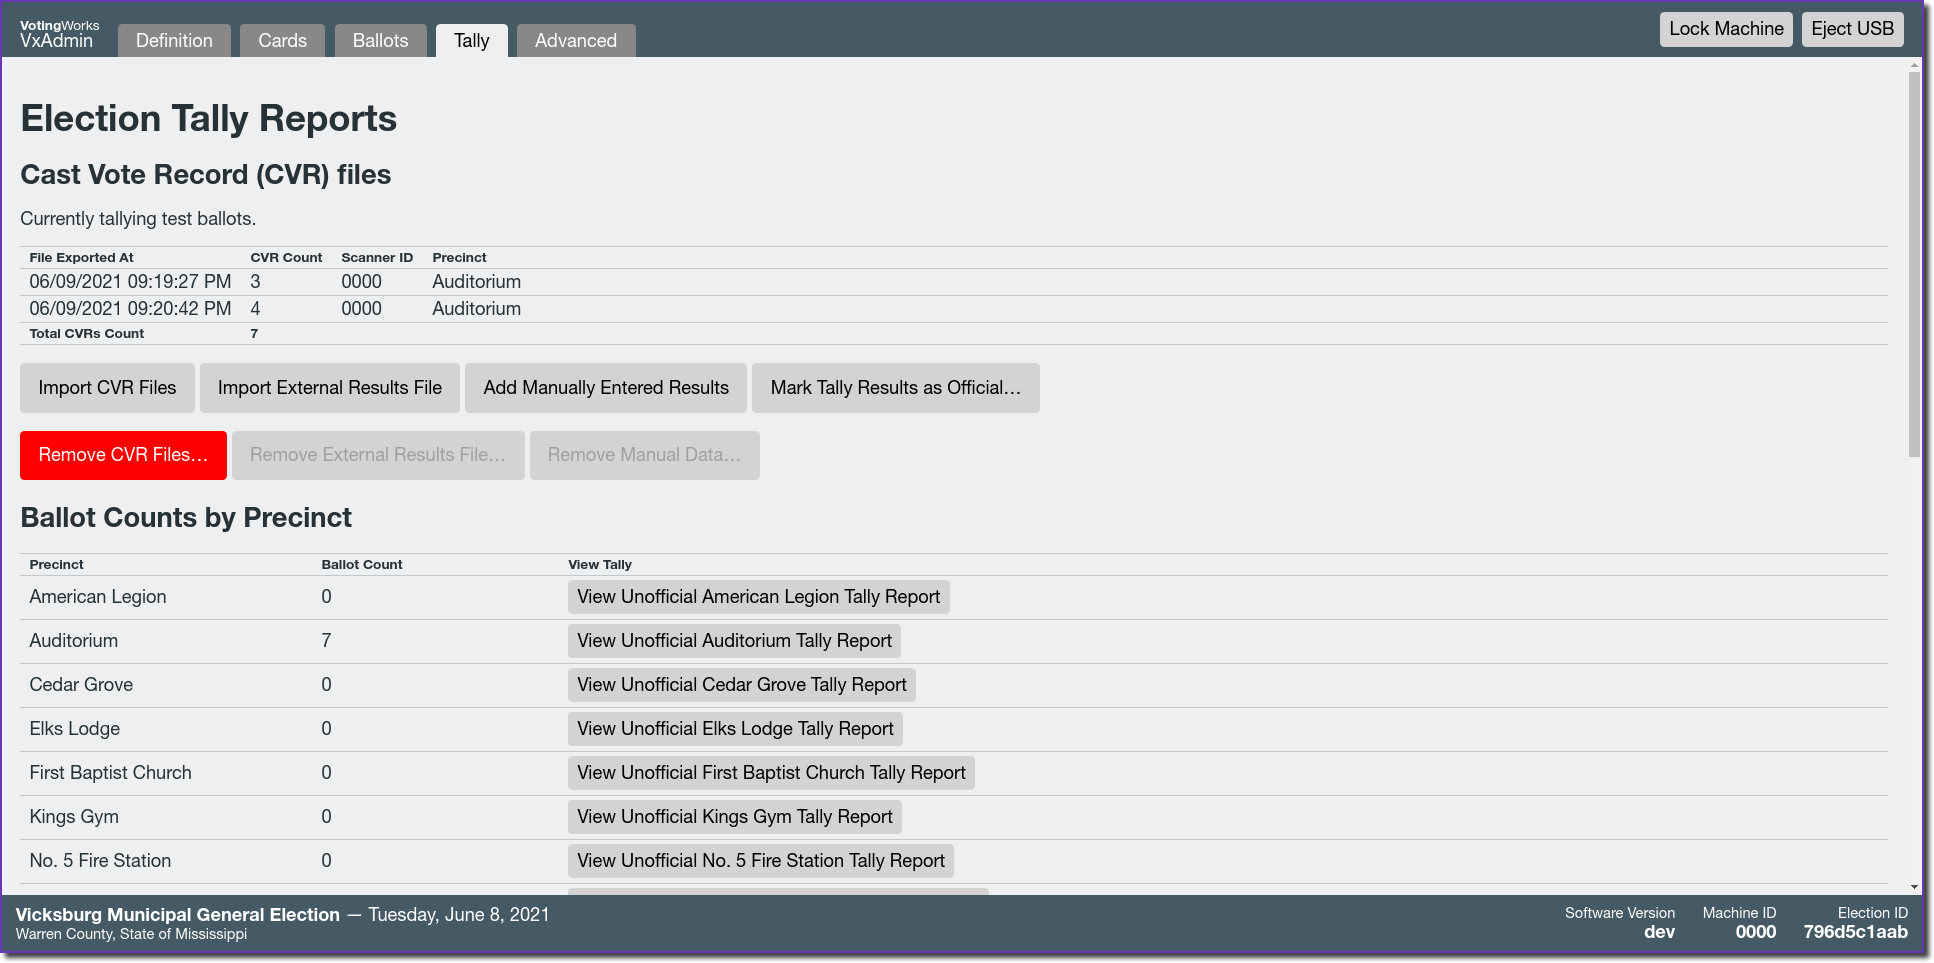 VotingWorks
VxAdmin
Definition
Cards
Ballots
Tally
Advanced
Lock Machine
Eject USB
Election Tally Reports
Cast Vote Record (CVR) files
Currently tallying test ballots.
File Exported At CVR Count Scanner ID Precinct
06/09/2021 09:19:27 PM 3 0000 Auditorium
06/09/2021 09:20:42 PM 4 0000 Auditorium
Total CVRs Count 7
Import CVR Files
Import External Results File
Add Manually Entered Results
Mark Tally Results as Official…
Remove CVR Files…
Remove External Results File…
Remove Manual Data…
Ballot Counts by Precinct
Precinct Ballot Count View Tally
American Legion 0 View Unofficial American Legion Tally Report
Auditorium 7 View Unofficial Auditorium Tally Report
Cedar Grove 0 View Unofficial Cedar Grove Tally Report
Elks Lodge 0 View Unofficial Elks Lodge Tally Report
First Baptist Church 0 View Unofficial First Baptist Church Tally Report
Kings Gym 0 View Unofficial Kings Gym Tally Report
No. 5 Fire Station 0 View Unofficial No. 5 Fire Station Tally Report
Vicksburg Municipal General Election — Tuesday, June 8, 2021
Warren County, State of Mississippi
Software Version
dev
Machine ID
0000
Election ID
796d5c1aab